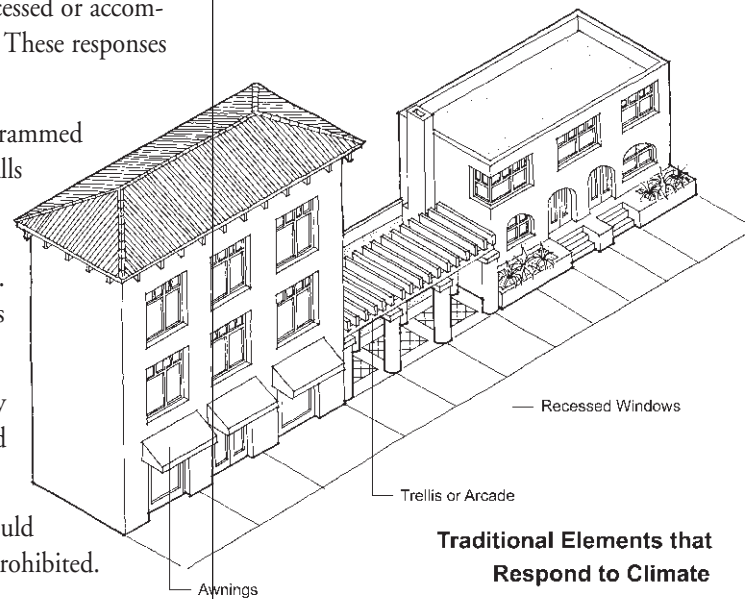 cessed or accom-
These responses
rammed
lls
.
s
y
d
uld
rohibited.
Recessed Windows
Trellis or Arcade
Traditional Elements that
Respond to Climate
Awnings